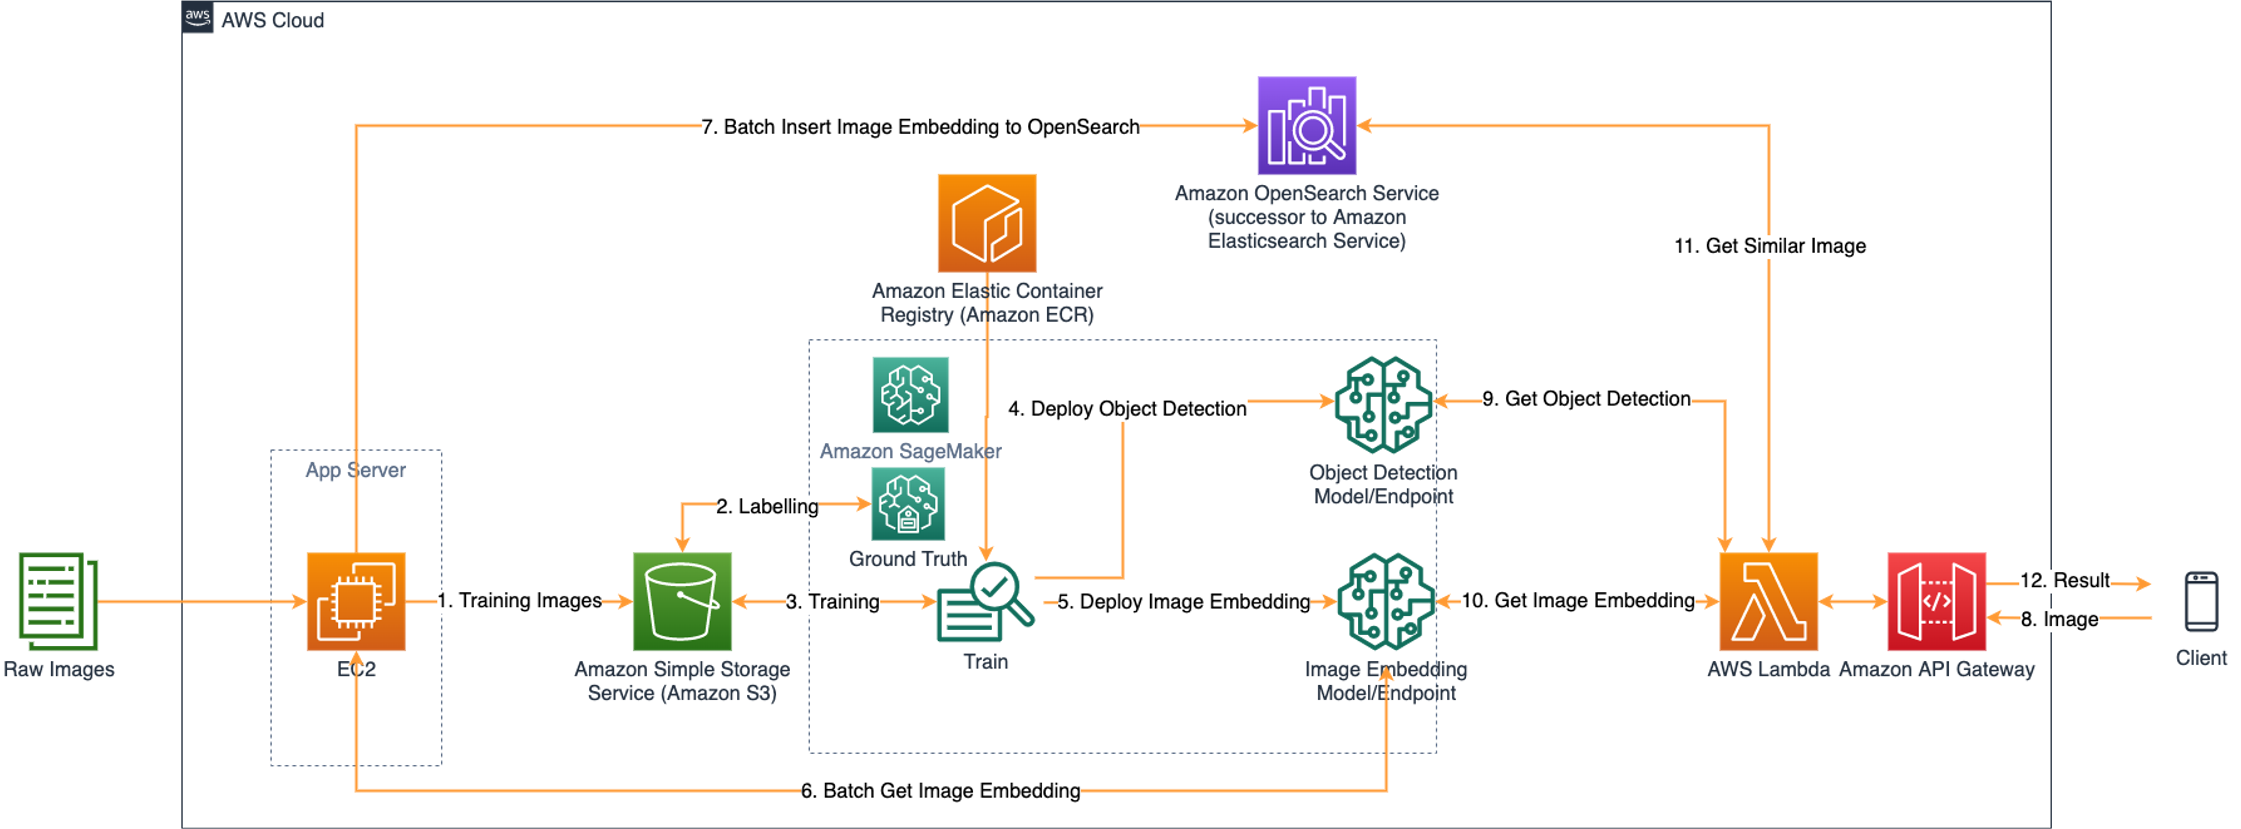 aws
AWS Cloud
7. Batch Insert Image Embedding to OpenSearch
Amazon OpenSearch Service
(successor to Amazon
Elasticsearch Service)
11. Get Similar Image
Amazon Elastic Container
Registry (Amazon ECR)
Amazon SageMaker
4. Deploy Object Detection
9. Get Object Detection
Object Detection
Model/Endpoint
App Server
2. Labelling
Ground Truth
Raw Images
EC2
1. Training Images
Amazon Simple Storage
Service (Amazon S3)
3. Training
Train
5. Deploy Image Embedding
Image Embedding
Model/Endpoint
10. Get Image Embedding
AWS Lambda
Amazon API Gateway
</>
12. Result
8. Image
Client
6. Batch Get Image Embedding